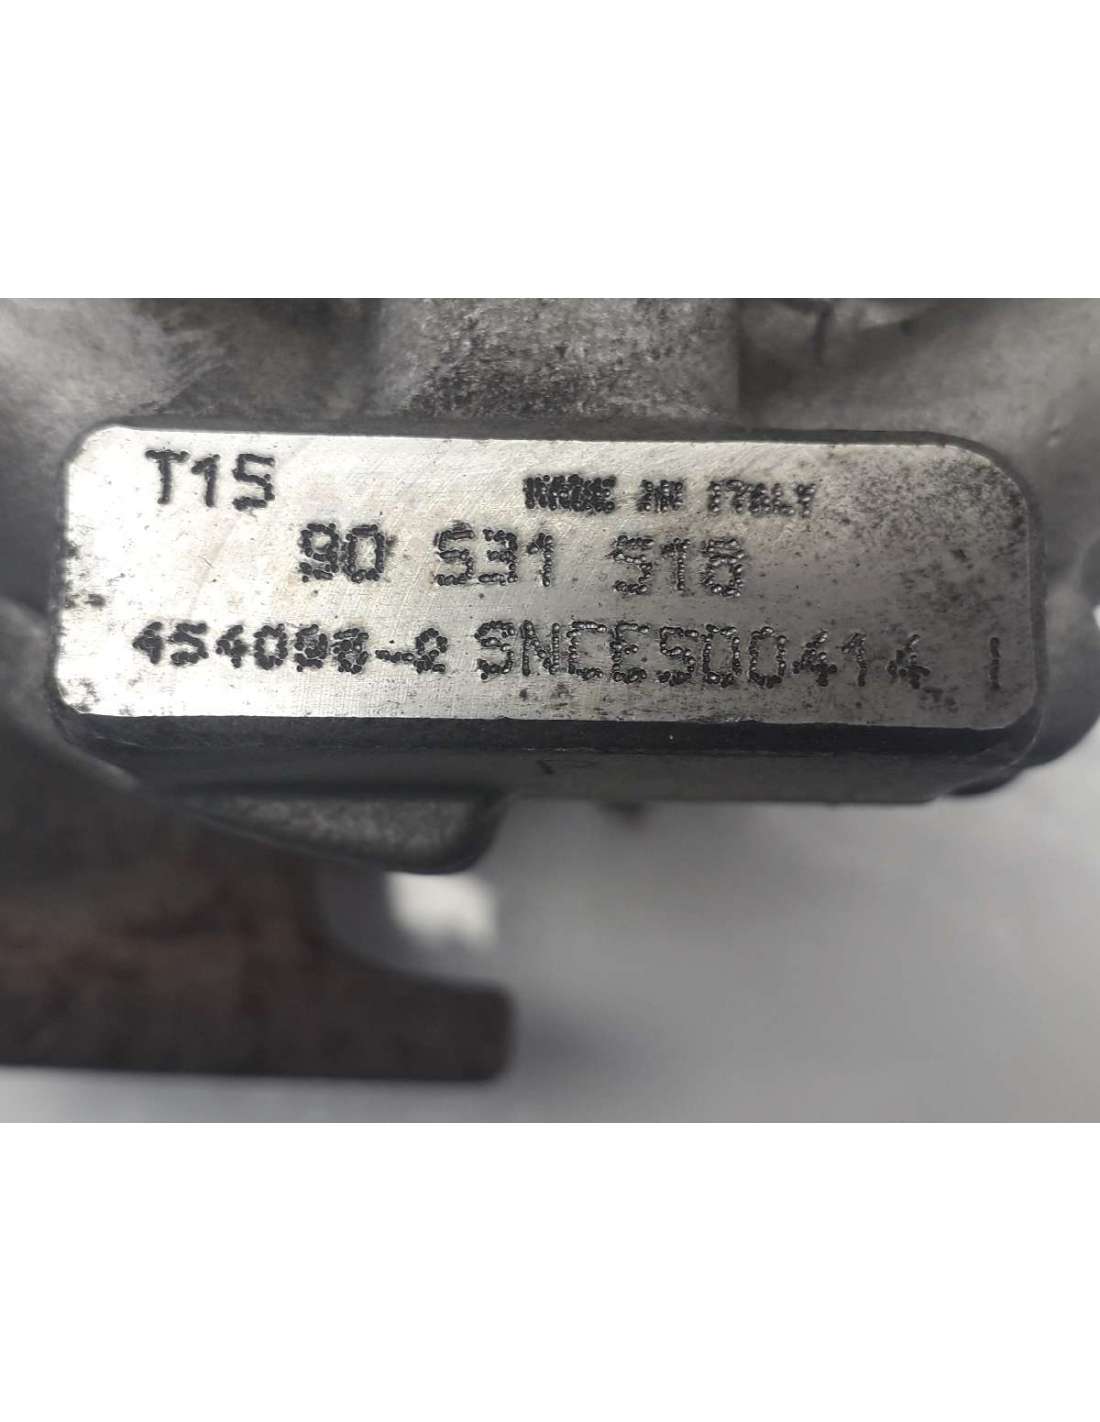 T15
MADE IN ITALY
90 531 518
454098-2 SNCESD0414 I